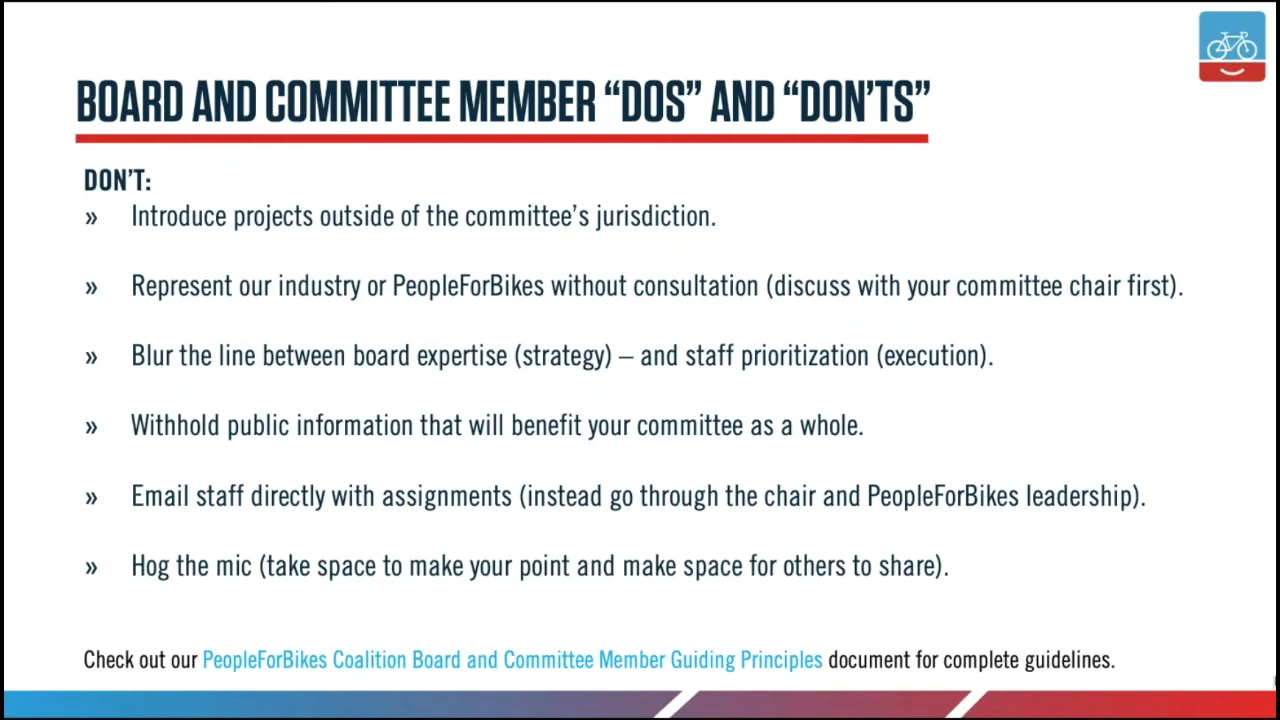 BOARD AND COMMITTEE MEMBER “DOS” AND “DON’TS”
DON’T:
» Introduce projects outside of the committee’s jurisdiction.
» Represent our industry or PeopleForBikes without consultation (discuss with your committee chair first).
» Blur the line between board expertise (strategy) – and staff prioritization (execution).
» Withhold public information that will benefit your committee as a whole.
» Email staff directly with assignments (instead go through the chair and PeopleForBikes leadership).
» Hog the mic (take space to make your point and make space for others to share).
Check out our PeopleForBikes Coalition Board and Committee Member Guiding Principles document for complete guidelines.